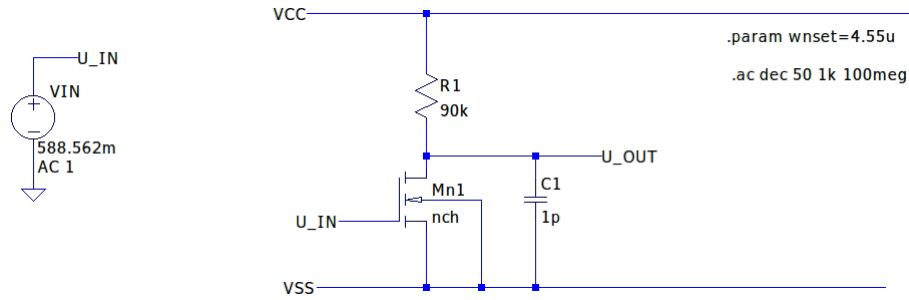 VCC
.param wnset=4.55u
U_IN
.ac dec 50 1k 100meg
VIN
R1
90k
588.562m
AC 1
U_OUT
Mn1
C1
U_IN
nch
1p
VSS